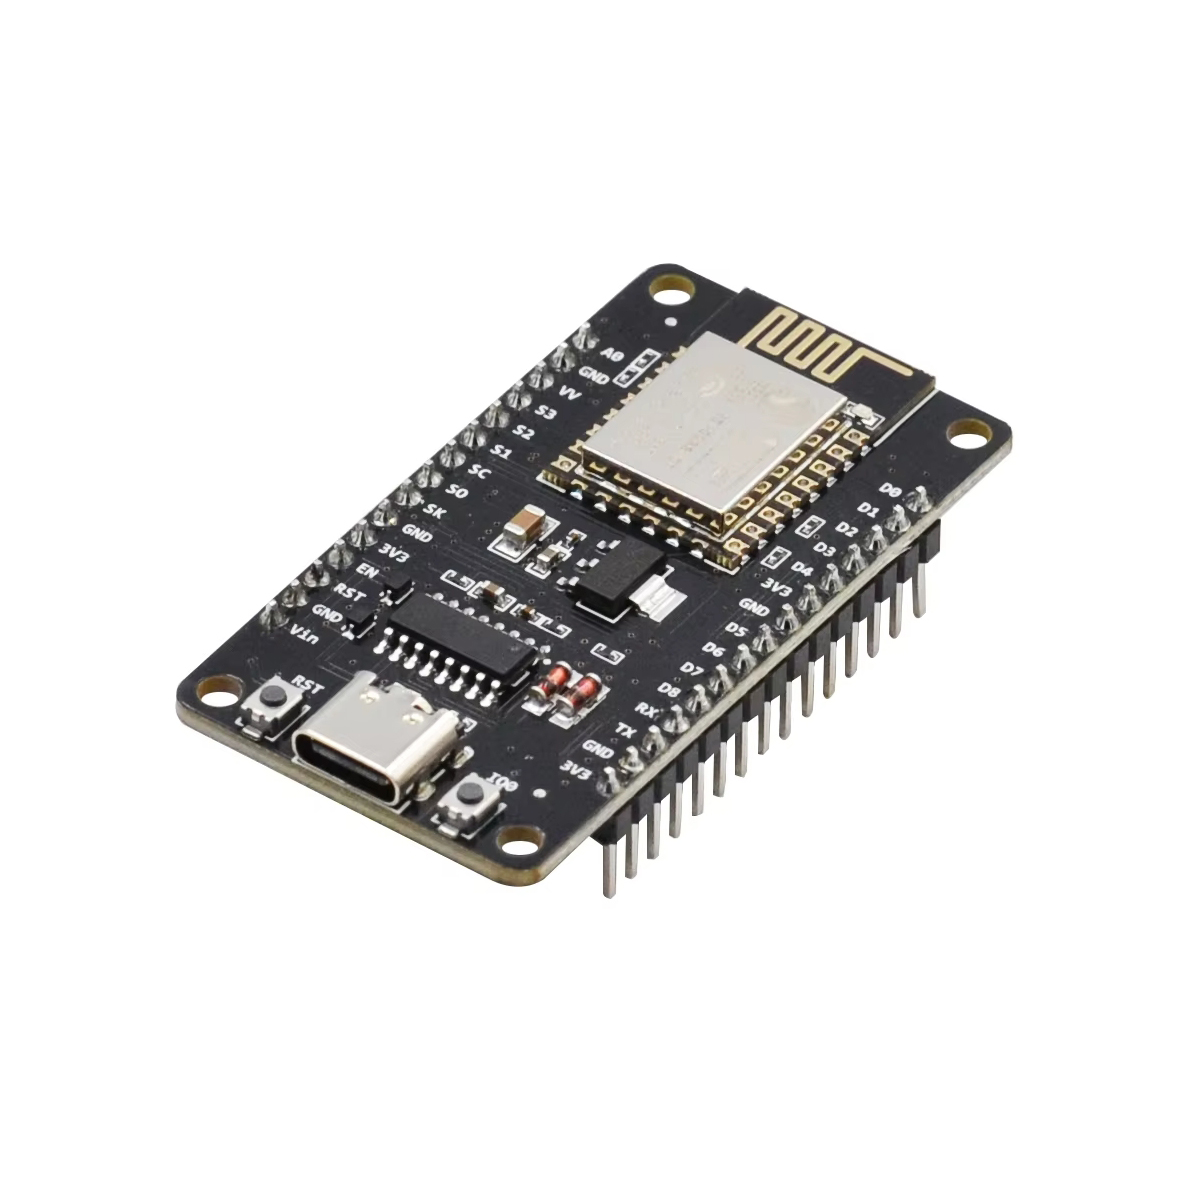 A0
GND
VV
S3
S2
S1
SC
S0
SK
GND
3V3
EN
RST
GND
Vin
D0
D1
D2
D3
D4
3V3
GND
D5
D6
D7
D8
RX
TX
GND
3V3
RST
IO0